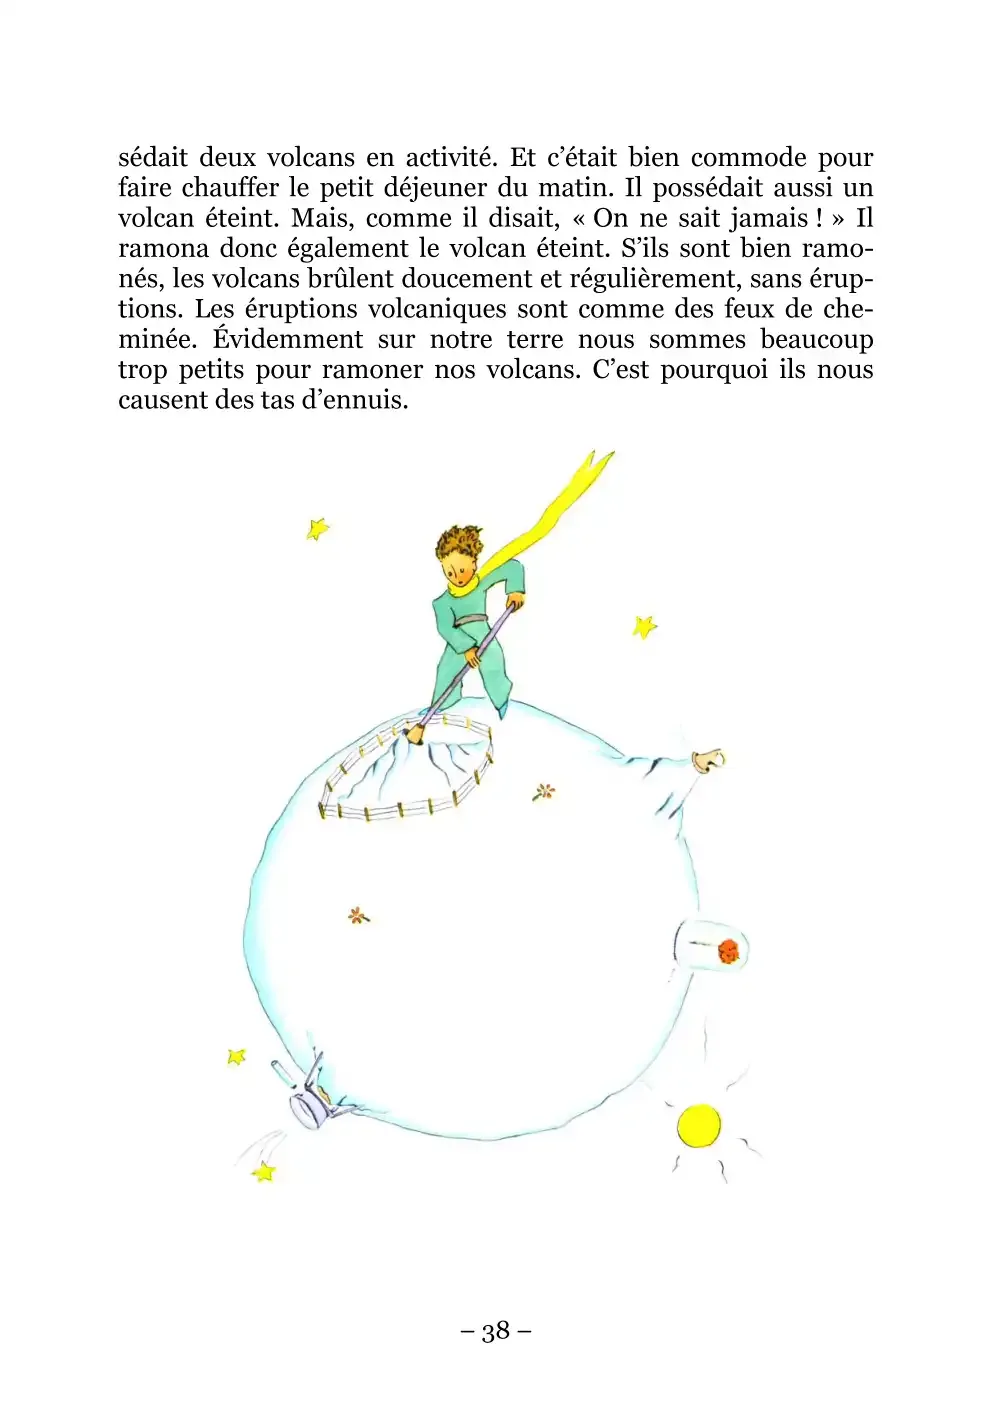 sédait deux volcans en activité. Et c’était bien commode pour
faire chauffer le petit déjeuner du matin. Il possédait aussi un
volcan éteint. Mais, comme il disait, « On ne sait jamais ! » Il
ramona donc également le volcan éteint. S’ils sont bien ramo-
nés, les volcans brûlent doucement et régulièrement, sans érup-
tions. Les éruptions volcaniques sont comme des feux de che-
minée. Évidemment sur notre terre nous sommes beaucoup
trop petits pour ramoner nos volcans. C’est pourquoi ils nous
causent des tas d’ennuis.
– 38 –